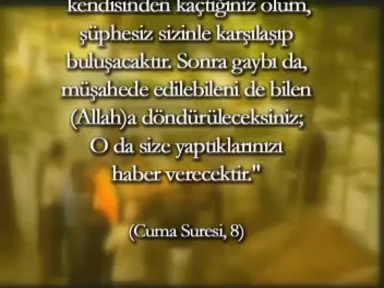 kendisinden kaçtığınız ölüm,
şüphesiz sizinle karşılaşıp
buluşacaktır. Sonra gaybı da,
müşahede edilebileni de bilen
(Allah)a döndürüleceksiniz;
O da size yaptıklarınızı
haber verecektir."
(Cuma Suresi, 8)